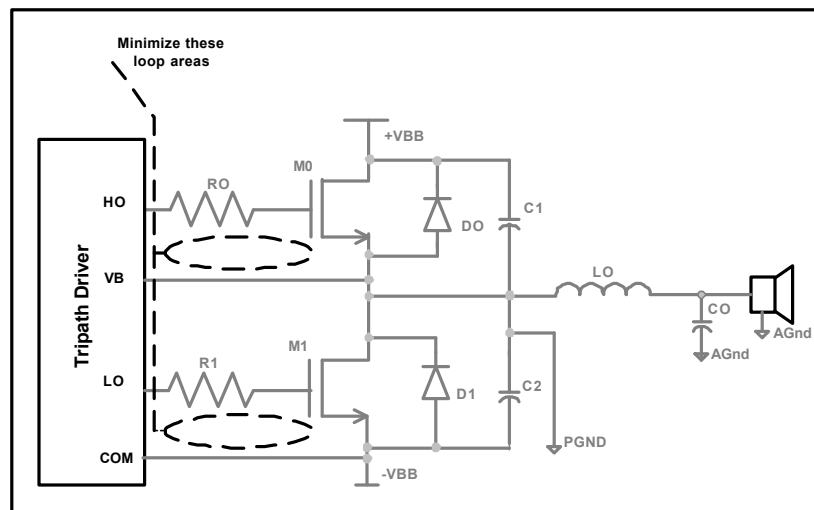 Minimize these
loop areas
+VBB
M0
HO
RO
C1
DO
Tripath Driver
VB
LO
CO
AGnd
AGnd
M1
LO
R1
D1
C2
PGND
COM
-VBB